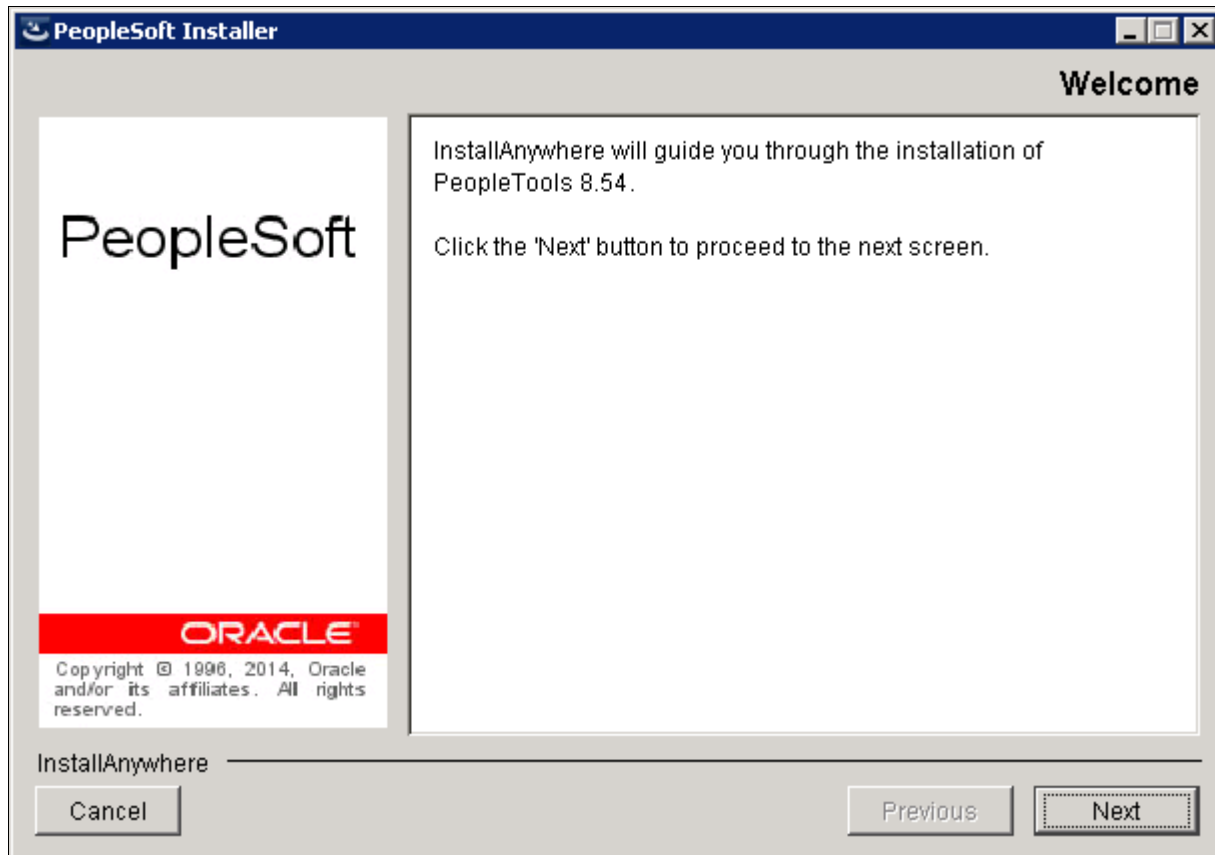 PeopleSoft Installer
Welcome
PeopleSoft
ORACLE
Copyright © 1996, 2014, Oracle
and/or its affiliates. All rights
reserved.
InstallAnywhere will guide you through the installation of
PeopleTools 8.54.
Click the 'Next' button to proceed to the next screen.
InstallAnywhere
Cancel
Previous
Next